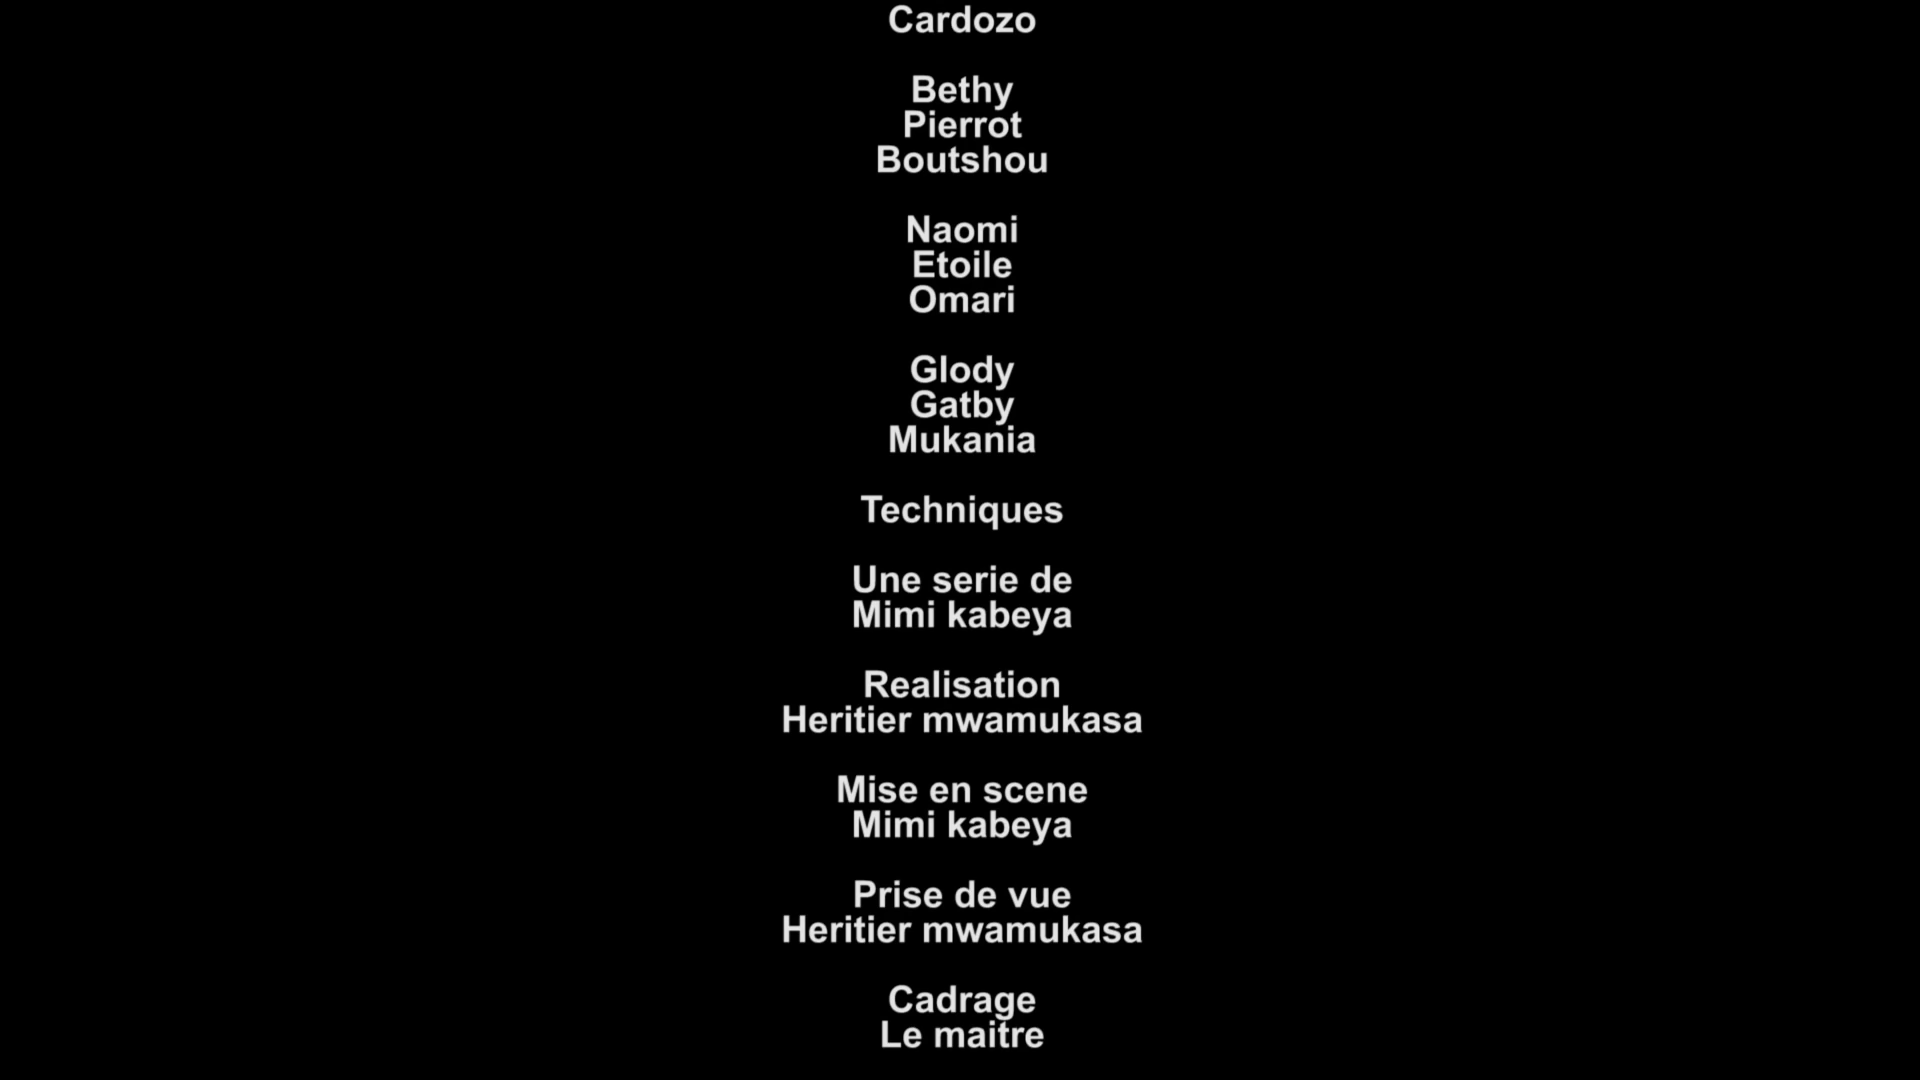 Cardozo
Bethy
Pierrot
Boutshou
Naomi
Etoile
Omari
Glody
Gatby
Mukania
Techniques
Une serie de
Mimi kabeya
Realisation
Heritier mwamukasa
Mise en scene
Mimi kabeya
Prise de vue
Heritier mwamukasa
Cadrage
Le maitre